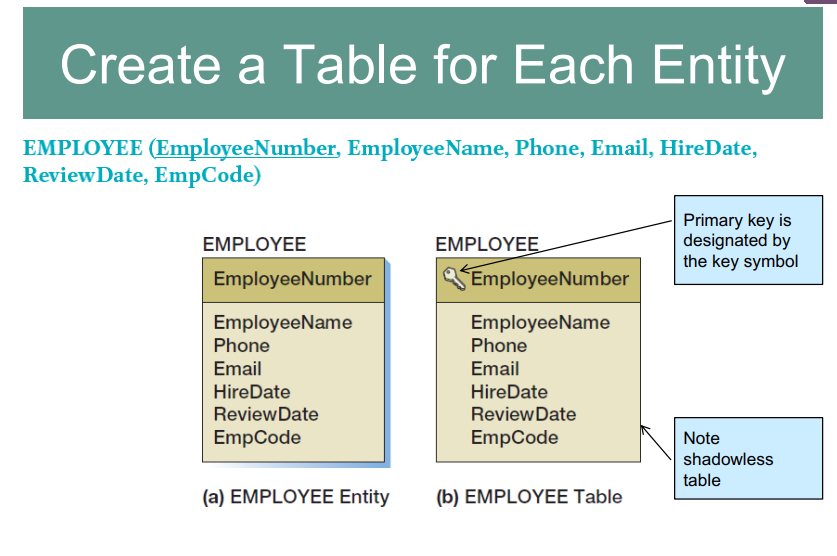 Create a Table for Each Entity
EMPLOYEE (EmployeeNumber, EmployeeName, Phone, Email, HireDate,
ReviewDate, EmpCode)
EMPLOYEE
EmployeeNumber
EmployeeName
Phone
Email
HireDate
ReviewDate
EmpCode
(a) EMPLOYEE Entity
EMPLOYEE
EmployeeNumber
EmployeeName
Phone
Email
HireDate
ReviewDate
EmpCode
(b) EMPLOYEE Table
Primary key is
designated by
the key symbol
Note
shadowless
table